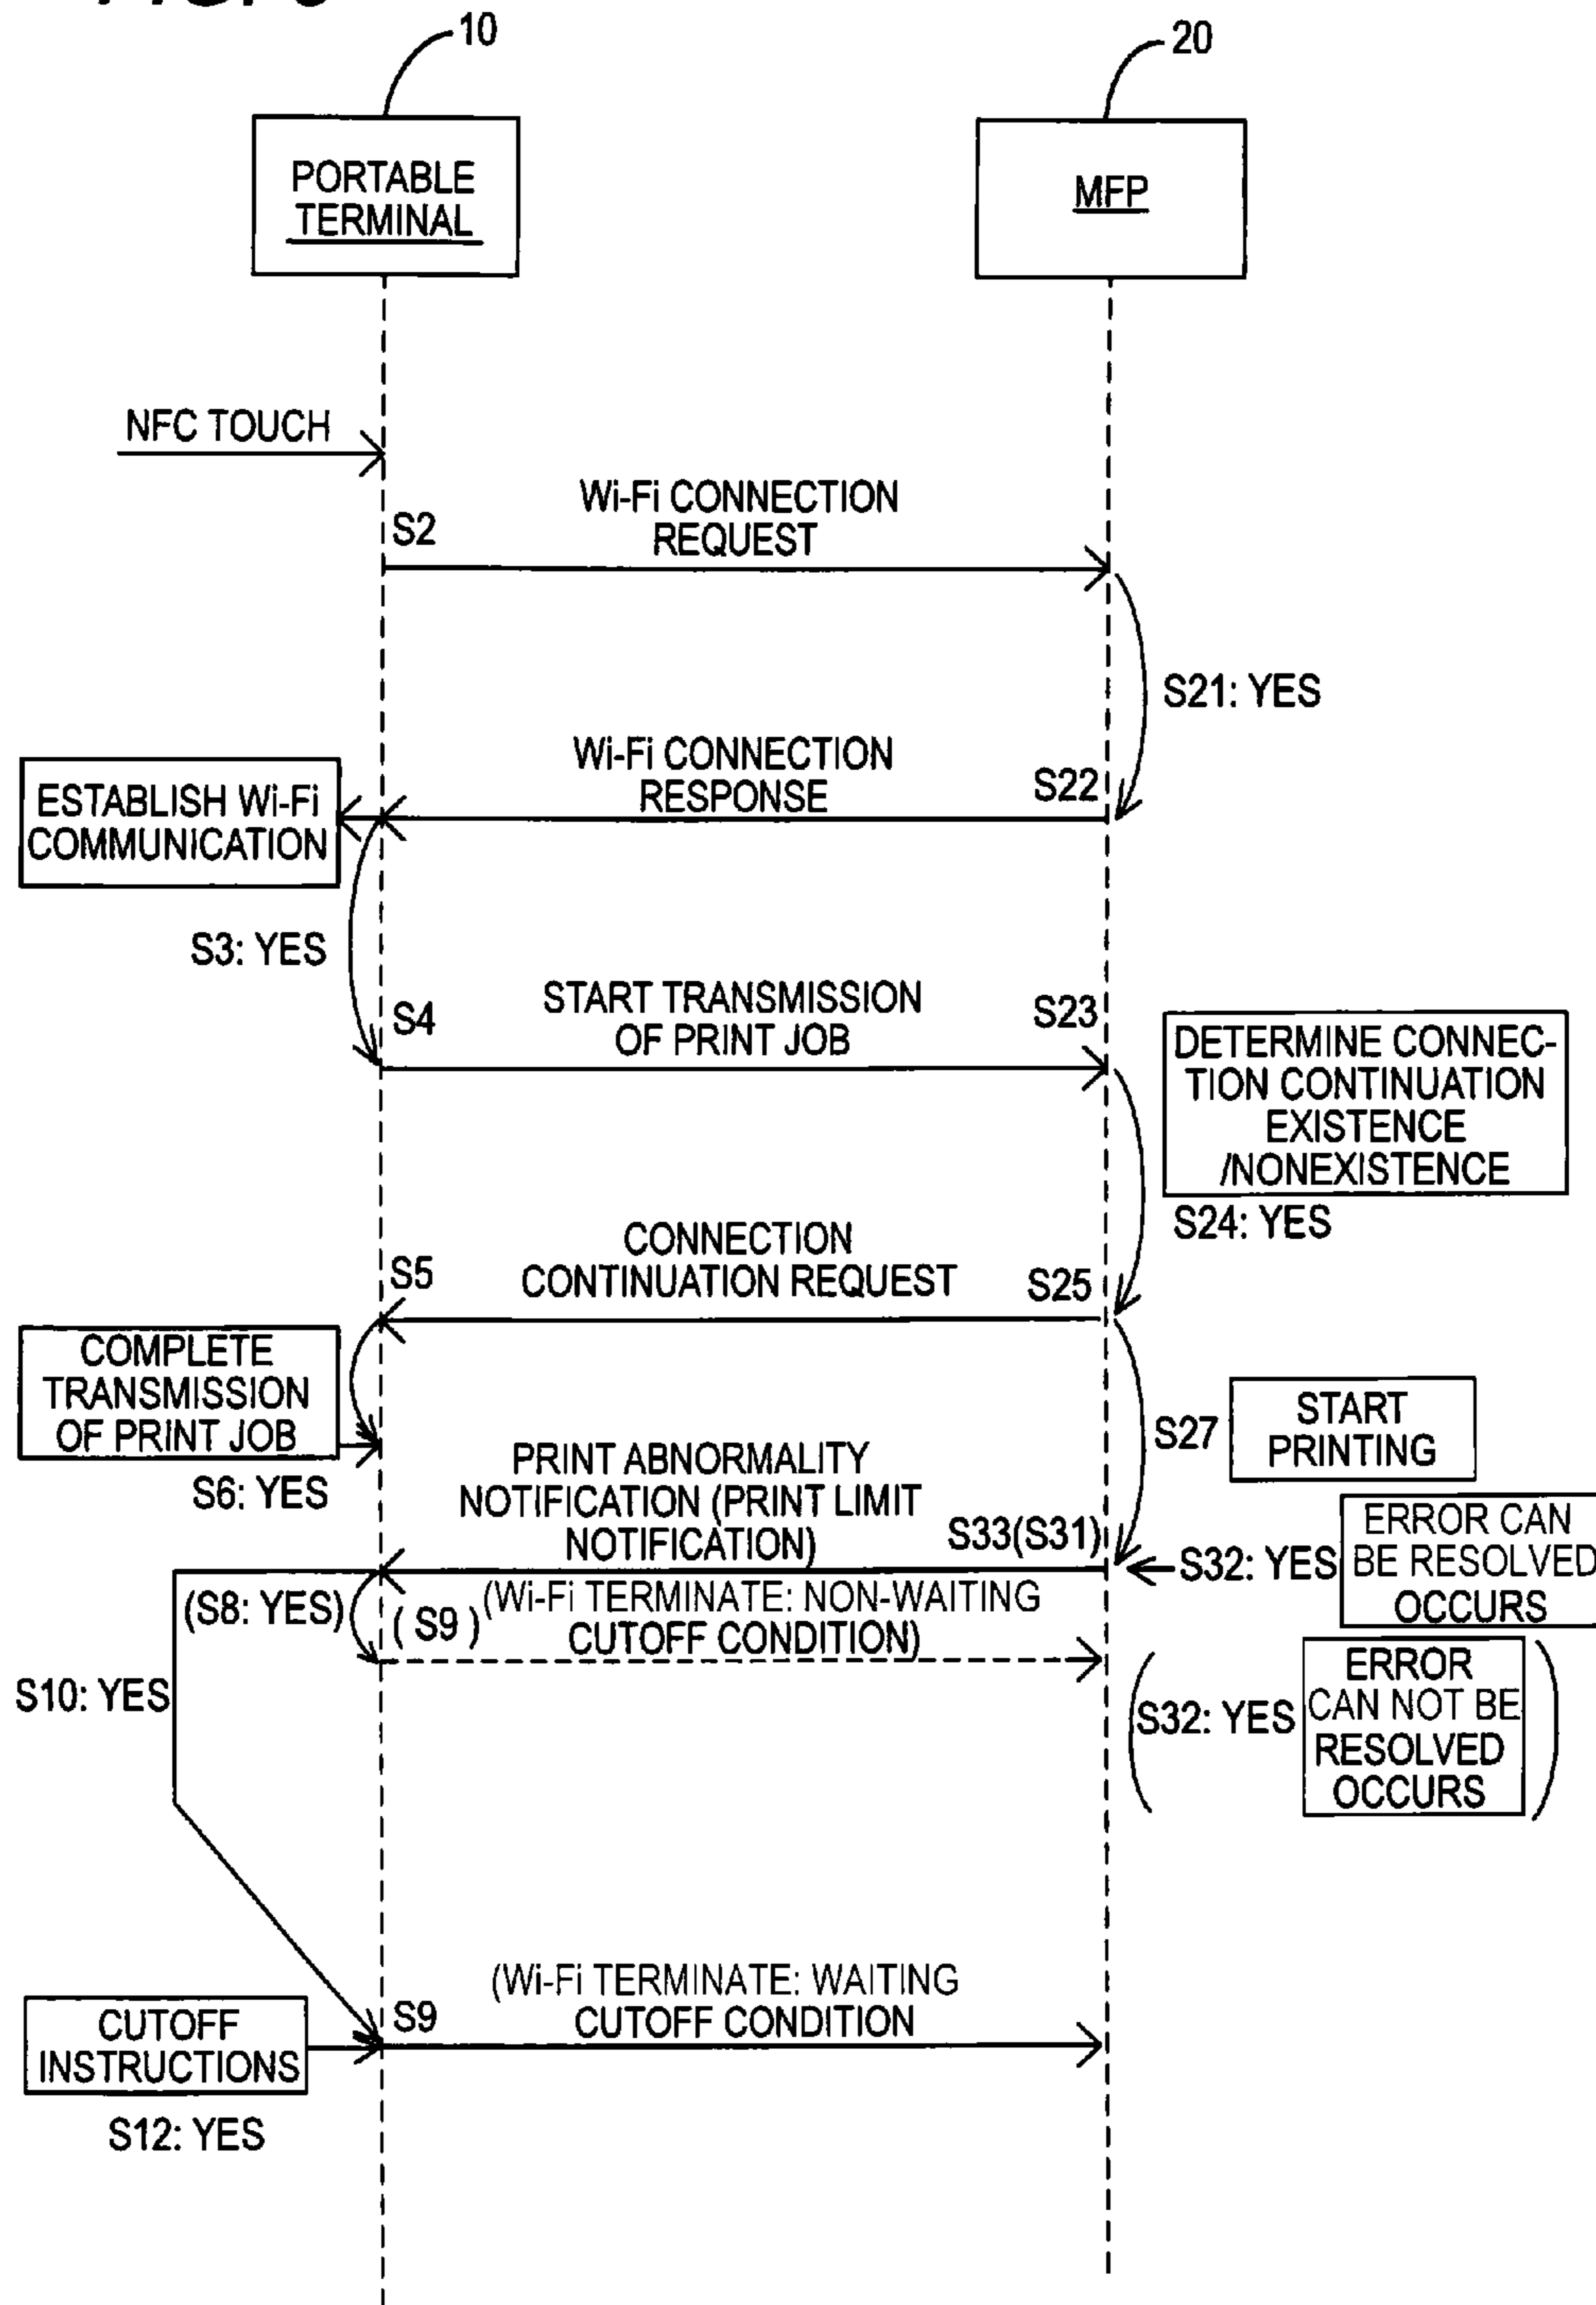 10
20
PORTABLE
TERMINAL
MFP
NFC TOUCH
Wi-Fi CONNECTION
REQUEST
S2
S21: YES
Wi-Fi CONNECTION
RESPONSE
S22
ESTABLISH Wi-Fi
COMMUNICATION
S3: YES
START TRANSMISSION
OF PRINT JOB
S4
S23
DETERMINE CONNEC-
TION CONTINUATION
EXISTENCE
/NONEXISTENCE
S24: YES
CONNECTION
CONTINUATION REQUEST
S5
S25
COMPLETE
TRANSMISSION
OF PRINT JOB
S6: YES
S27
START
PRINTING
PRINT ABNORMALITY
NOTIFICATION (PRINT LIMIT
NOTIFICATION)
S33(S31)
S32: YES
ERROR CAN
BE RESOLVED
OCCURS
(S8: YES)
(S9)
(Wi-Fi TERMINATE: NON-WAITING
CUTOFF CONDITION)
S10: YES
(S32: YES
ERROR
CAN NOT BE
RESOLVED
OCCURS)
(Wi-Fi TERMINATE: WAITING
CUTOFF CONDITION
S9
CUTOFF
INSTRUCTIONS
S12: YES